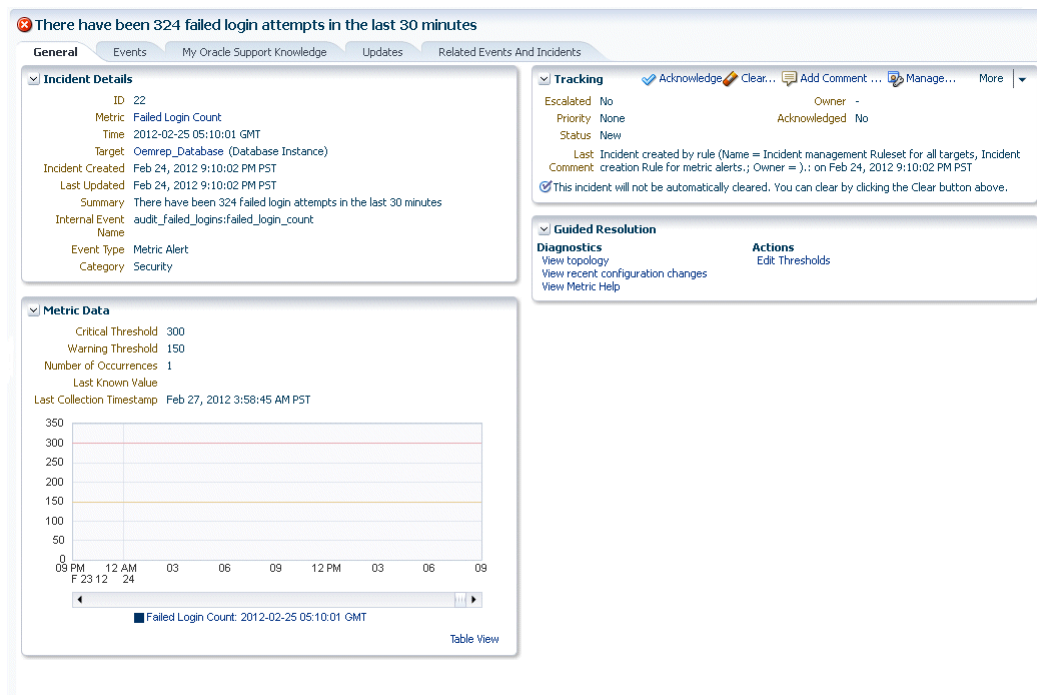 There have been 324 failed login attempts in the last 30 minutes
General Events My Oracle Support Knowledge Updates Related Events And Incidents
Incident Details
ID 22
Metric Failed Login Count
Time 2012-02-25 05:10:01 GMT
Target Oemrep_Database (Database Instance)
Incident Created Feb 24, 2012 9:10:02 PM PST
Last Updated Feb 24, 2012 9:10:02 PM PST
Summary There have been 324 failed login attempts in the last 30 minutes
Internal Event audit_failed_logins:failed_login_count
Name
Event Type Metric Alert
Category Security
Tracking Acknowledge Clear... Add Comment ... Manage... More
Escalated No Owner -
Priority None Acknowledged No
Status New
Last Incident created by rule (Name = Incident management Ruleset for all targets, Incident
Comment creation Rule for metric alerts.; Owner = ).: on Feb 24, 2012 9:10:02 PM PST
This incident will not be automatically cleared. You can clear by clicking the Clear button above.
Guided Resolution
Diagnostics Actions
View topology Edit Thresholds
View recent configuration changes
View Metric Help
Metric Data
Critical Threshold 300
Warning Threshold 150
Number of Occurrences 1
Last Known Value
Last Collection Timestamp Feb 27, 2012 3:58:45 AM PST
350
300
250
200
150
100
50
0
09 PM 12 AM 03 06 09 12 PM 03 06 09
F 23 12 24
Failed Login Count: 2012-02-25 05:10:01 GMT
Table View